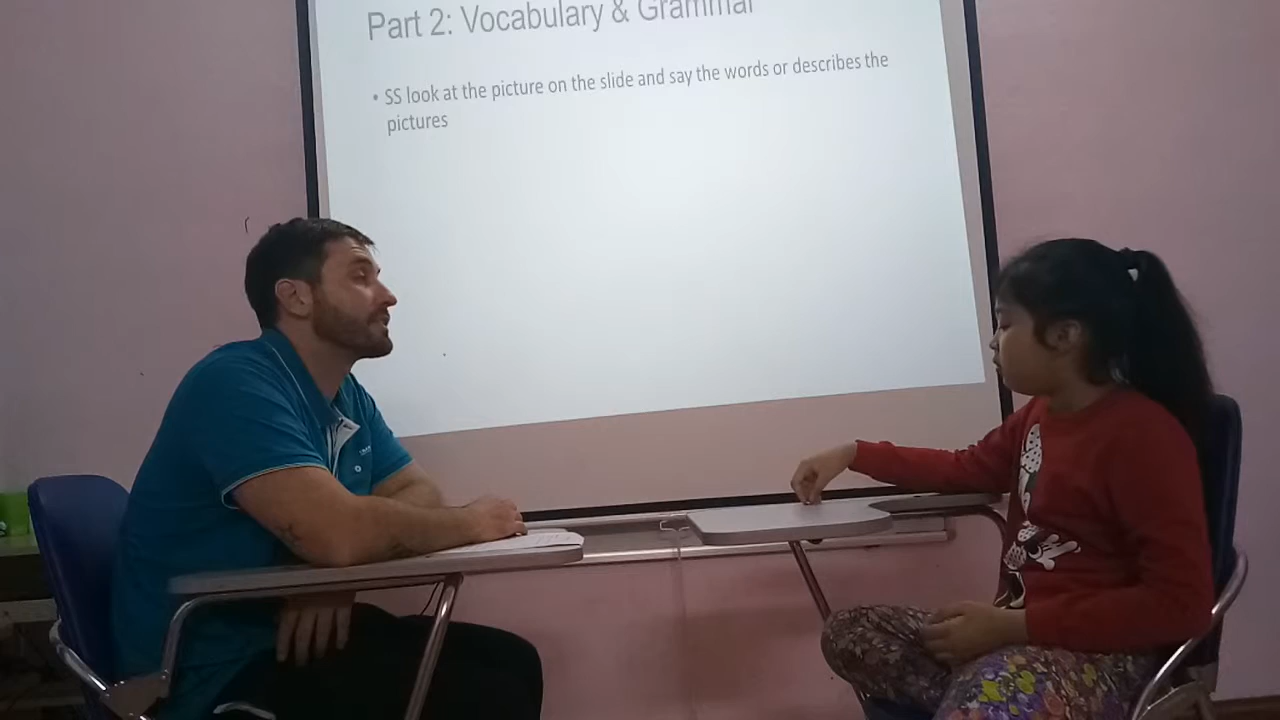 Part 2: Vocabulary & Grammar
• SS look at the picture on the slide and say the words or describes the
pictures